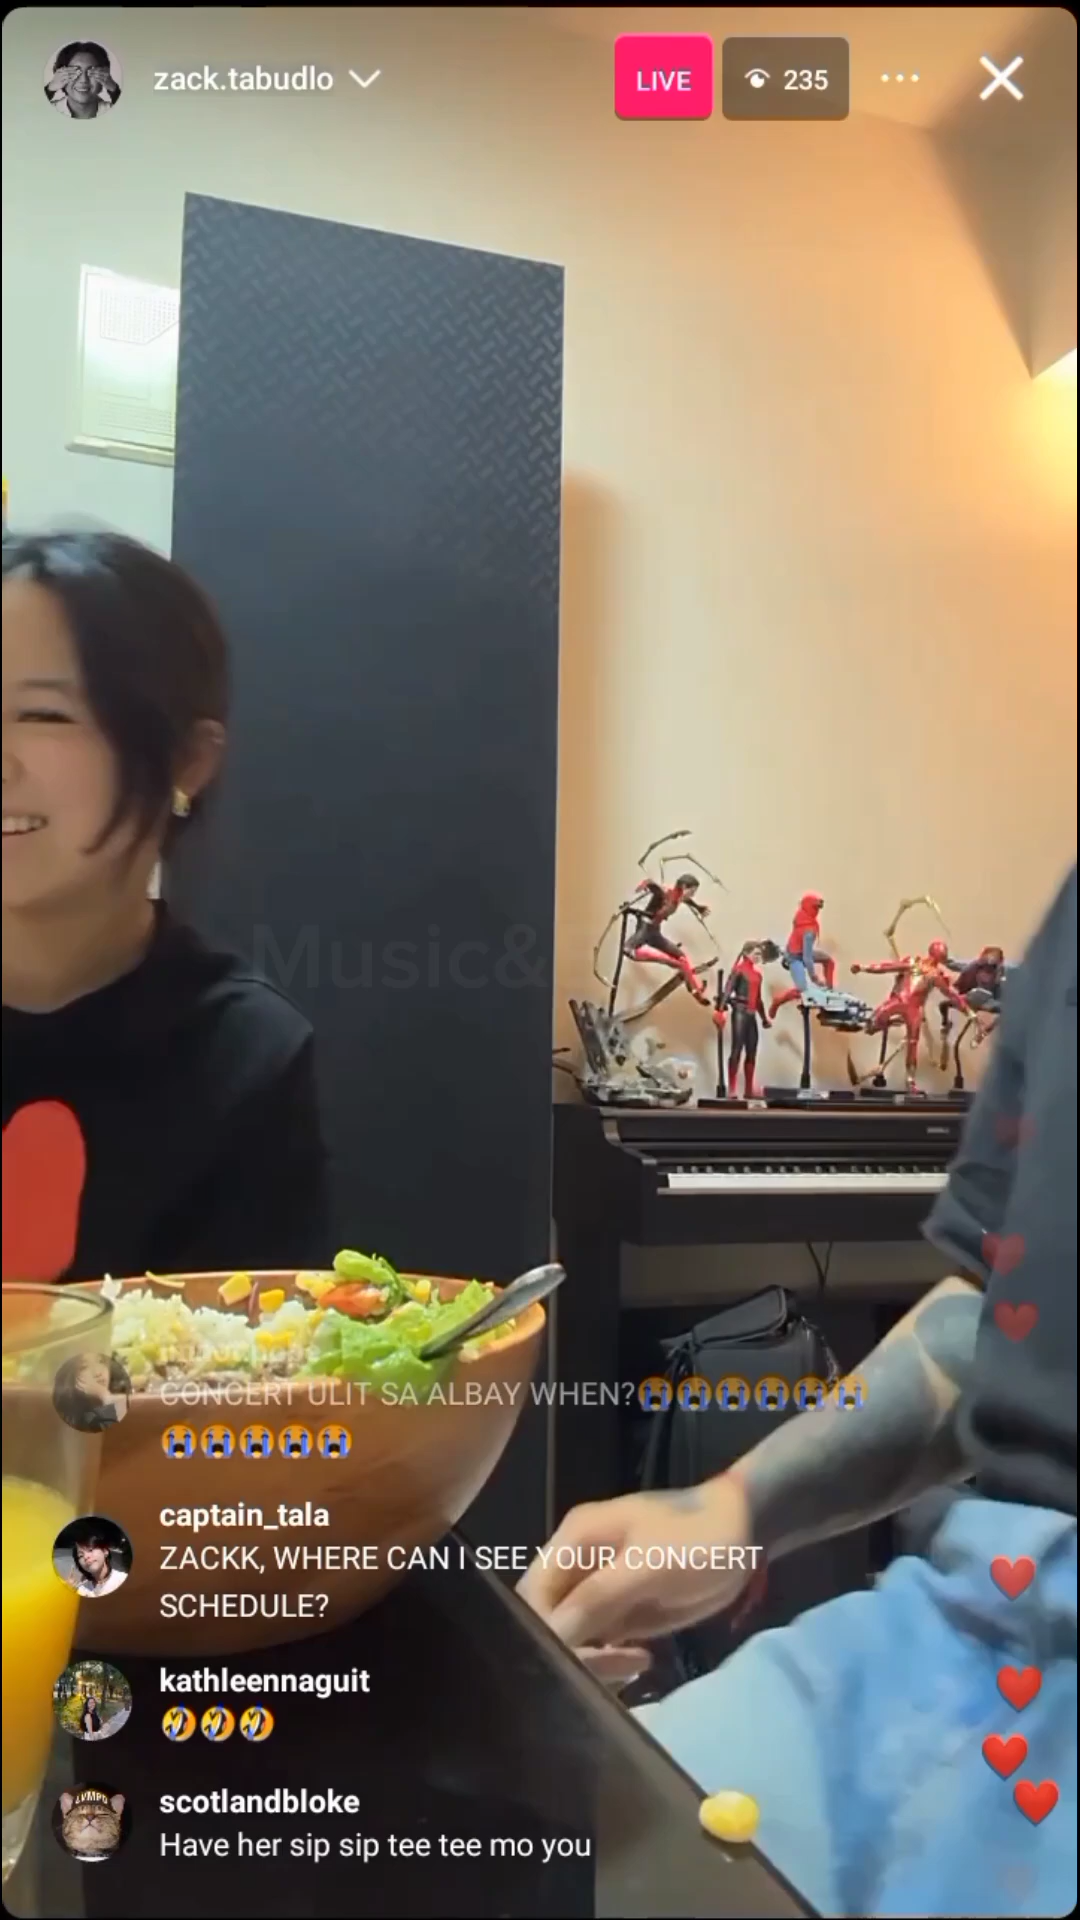 zack.tabudlo
LIVE
235
Music&
CONCERT ULIT SA ALBAY WHEN?😭😭😭😭😭😭
😭😭😭😭😭
captain_tala
ZACKK, WHERE CAN I SEE YOUR CONCERT
SCHEDULE?
kathleennaguit
🤣🤣🤣
scotlandbloke
Have her sip sip tee tee mo you